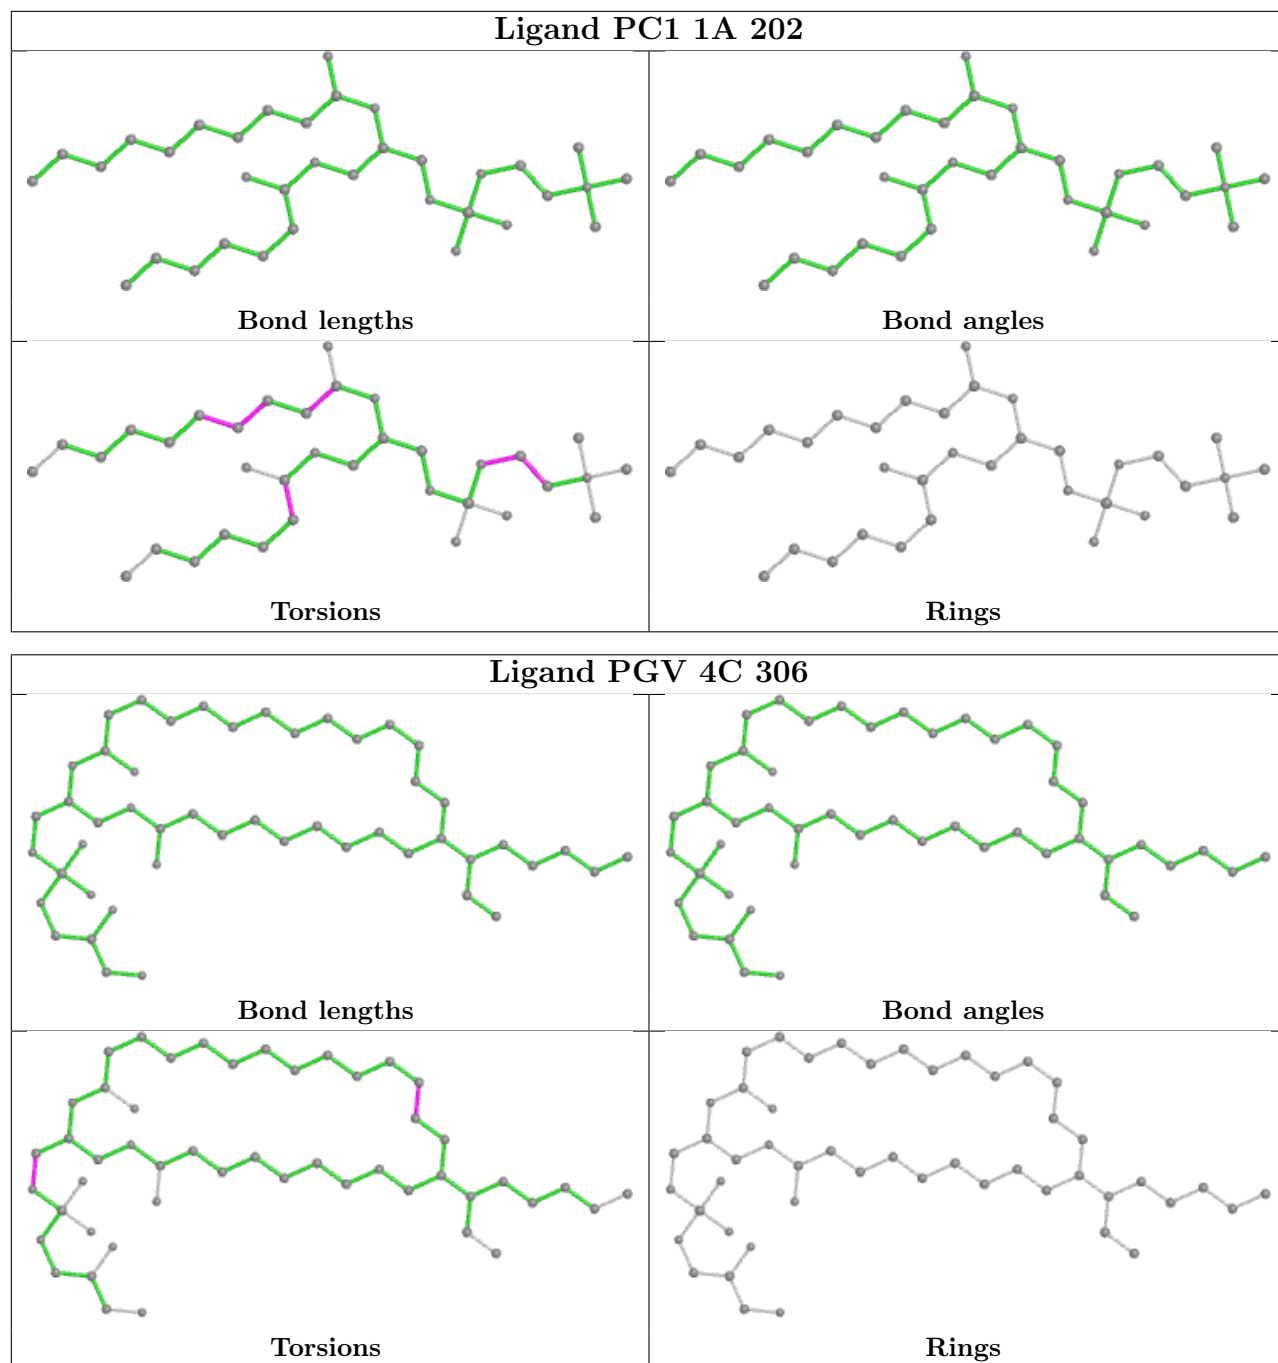 Ligand PC1 1A 202
Bond lengths
Bond angles
Torsions
Rings
Ligand PGV 4C 306
Bond lengths
Bond angles
Torsions
Rings